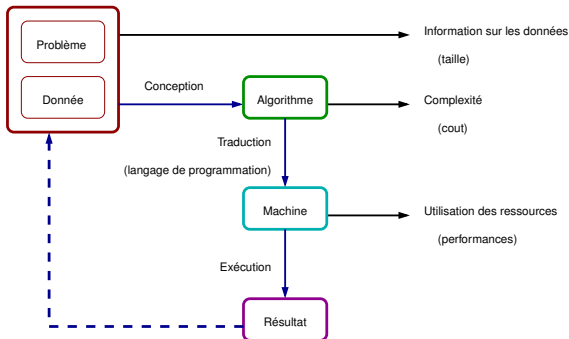 Problème
Information sur les données
(taille)
Donnée
Conception
Algorithme
Complexité
(cout)
Traduction
(langage de programmation)
Machine
Utilisation des ressources
(performances)
Exécution
Résultat